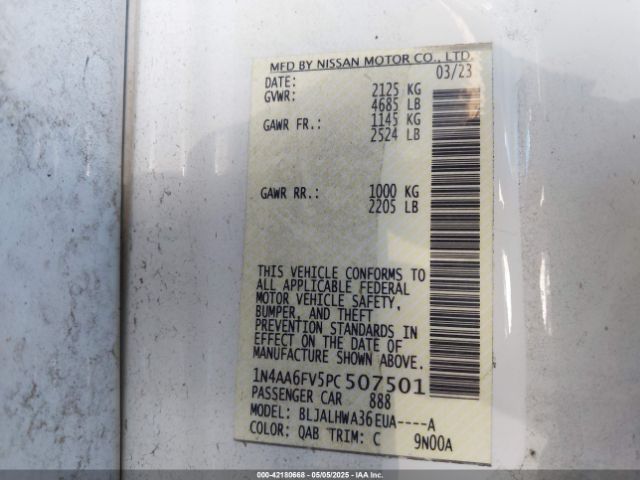 MFD BY NISSAN MOTOR CO., LTD.
DATE: 03/23
GVWR: 2125 KG
4685 LB
GAWR FR.: 1145 KG
2524 LB
GAWR RR.: 1000 KG
2205 LB
THIS VEHICLE CONFORMS TO
ALL APPLICABLE FEDERAL
MOTOR VEHICLE SAFETY,
BUMPER, AND THEFT
PREVENTION STANDARDS IN
EFFECT ON THE DATE OF
MANUFACTURE SHOWN ABOVE.
1N4AA6FV5PC507501
PASSENGER CAR 888
MODEL: BLJALHWA36EUA----A
COLOR: QAB TRIM: C 9N00A
000-42180668 - 05/05/2025 - IAAI.com